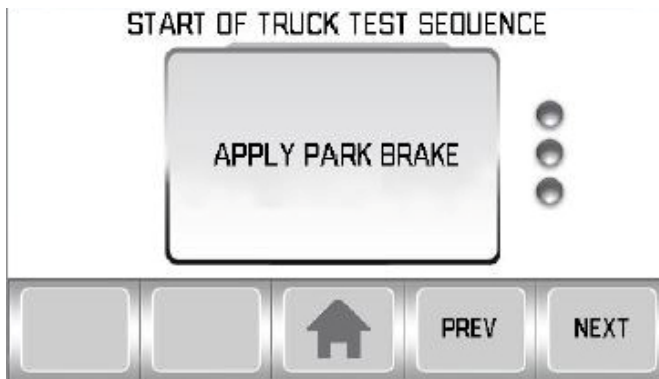 START OF TRUCK TEST SEQUENCE
APPLY PARK BRAKE
PREV
NEXT